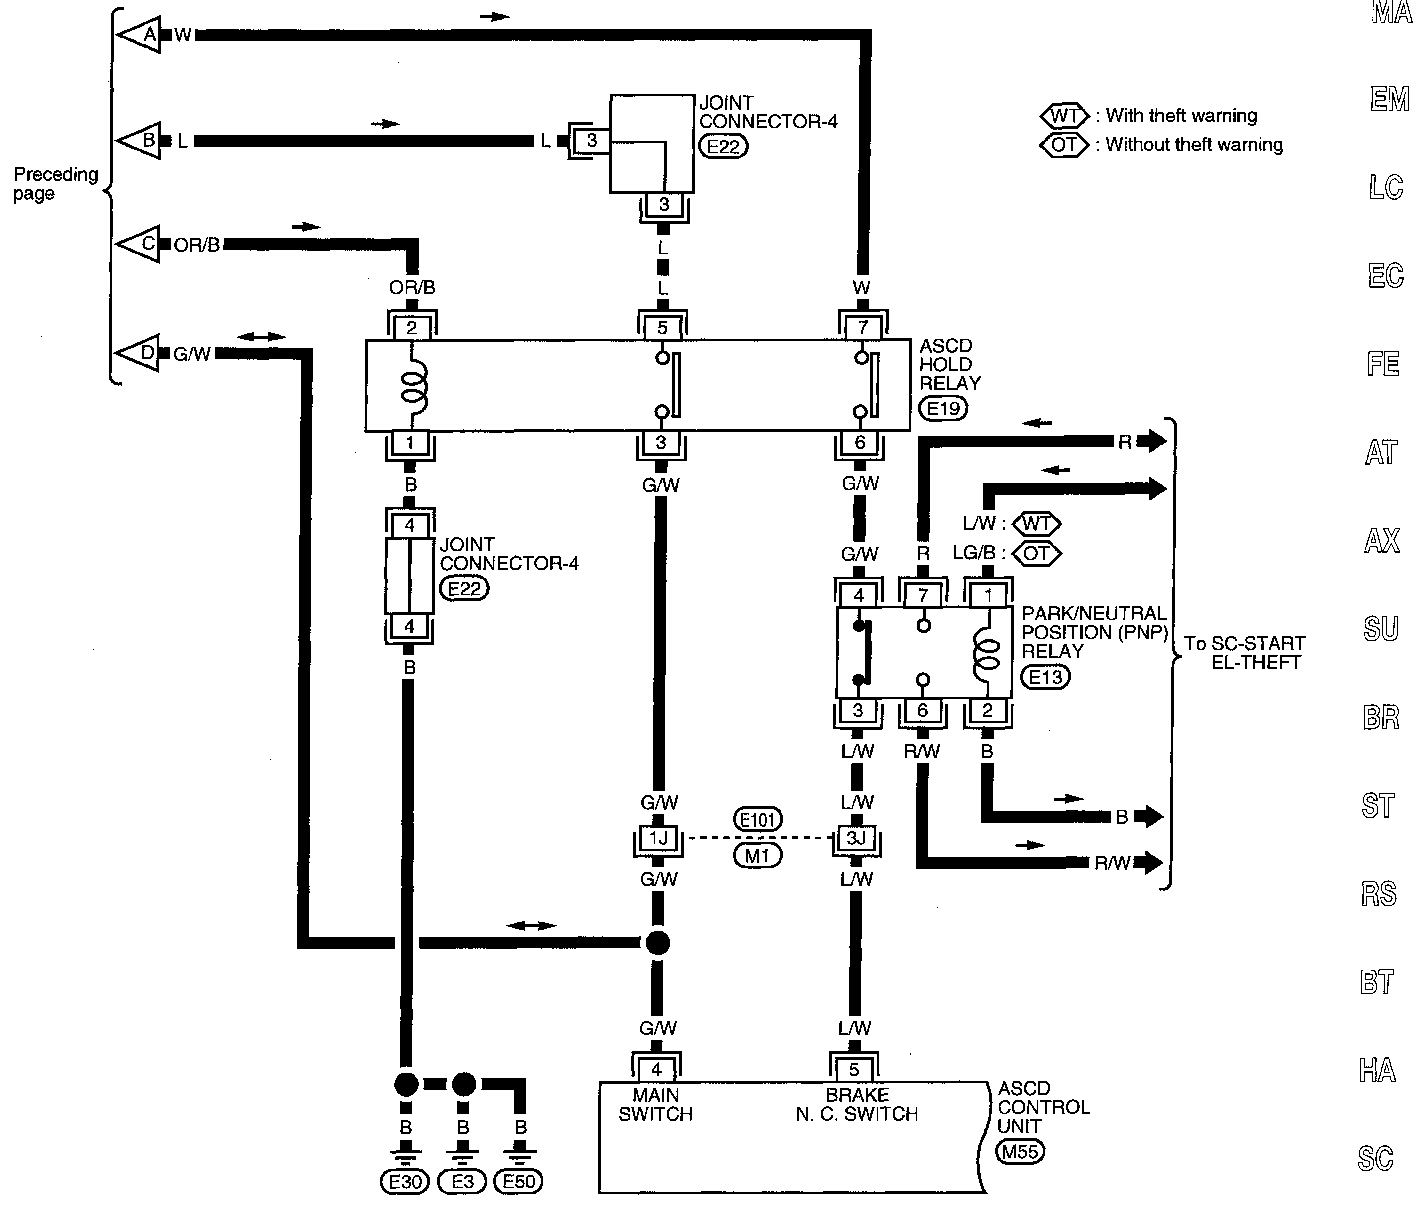 MA
A W
JOINT
CONNECTOR-4
E22
WT : With theft warning
OT : Without theft warning
EM
B L
L 3
3
Preceding
page
LC
C OR/B
L
EC
OR/B
L
W
2
5
7
D G/W
ASCD
HOLD
RELAY
E19
FE
1
3
6
R
AT
B
G/W
G/W
4
L/W : WT
AX
JOINT
CONNECTOR-4
E22
G/W
R
LG/B : OT
4
7
1
4
PARK/NEUTRAL
POSITION (PNP)
RELAY
E13
SU
To SC-START
EL-THEFT
B
3
6
2
BR
L/W
R/W
B
G/W
L/W
ST
1J
E101
M1
3J
B
G/W
L/W
R/W
RS
BT
G/W
L/W
4
5
HA
MAIN
SWITCH
BRAKE
N. C. SWITCH
ASCD
CONTROL
UNIT
M55
B
B
B
E30
E3
E50
SC